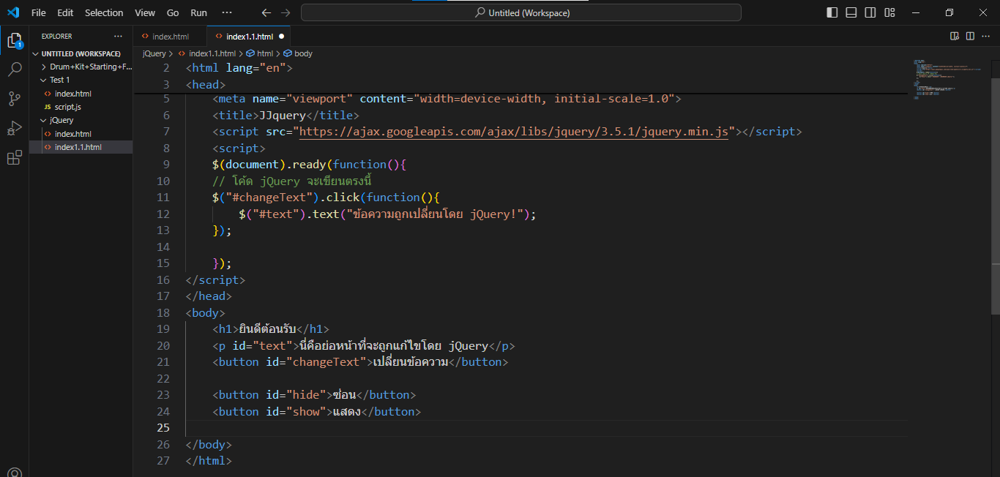 File Edit Selection View Go Run ··· Untitled (Workspace)
EXPLORER ···
1
UNTITLED (WORKSPACE)
Drum+Kit+Starting+F...
Test 1
index.html
JS script.js
jQuery
index.html
index1.1.html
index.html index1.1.html
jQuery > index1.1.html > html > body
2 <html lang="en">
3 <head>
5 <meta name="viewport" content="width=device-width, initial-scale=1.0">
6 <title>JJquery</title>
7 <script src="https://ajax.googleapis.com/ajax/libs/jquery/3.5.1/jquery.min.js"></script>
8 <script>
9 $(document).ready(function(){
10 // โค้ด jQuery จะเขียนตรงนี้
11 $("#changeText").click(function(){
12 $("#text").text("ข้อความถูกเปลี่ยนโดย jQuery!");
13 });
14
15 });
16 </script>
17 </head>
18 <body>
19 <h1>ยินดีต้อนรับ</h1>
20 <p id="text">นี่คือย่อหน้าที่จะถูกแก้ไขโดย jQuery</p>
21 <button id="changeText">เปลี่ยนข้อความ</button>
22
23 <button id="hide">ซ่อน</button>
24 <button id="show">แสดง</button>
25
26 </body>
27 </html>